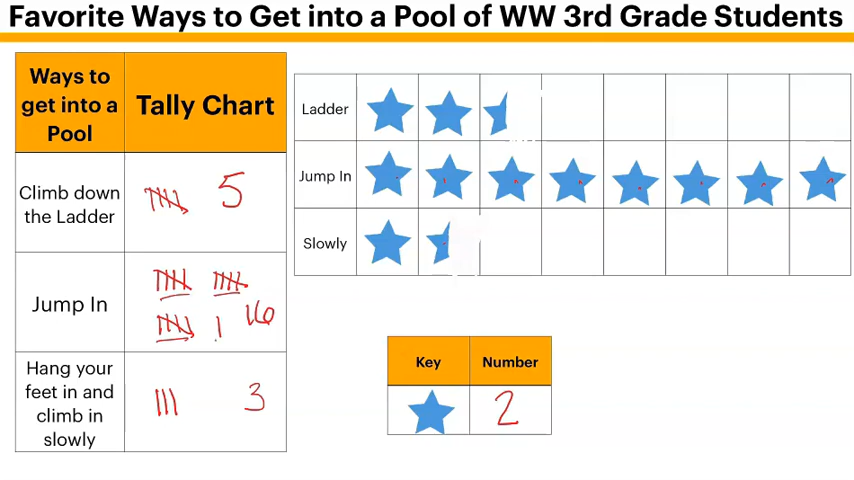 Favorite Ways to Get into a Pool of WW 3rd Grade Students
Ways to
get into a
Pool
Tally Chart
Climb down
the Ladder
5
Jump In
16
Hang your
feet in and
climb in
slowly
3
Ladder
Jump In
Slowly
Key
Number
2